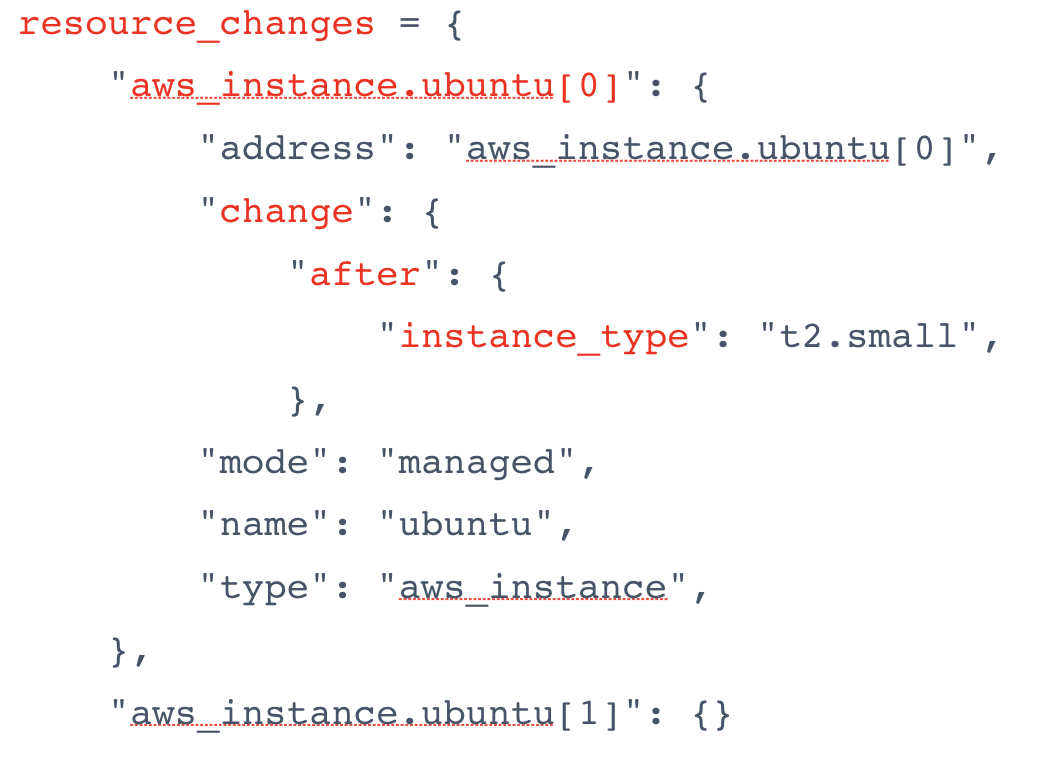 resource_changes = {
"aws_instance.ubuntu[0]": {
"address": "aws_instance.ubuntu[0]",
"change": {
"after": {
"instance_type": "t2.small",
},
"mode": "managed",
"name": "ubuntu",
"type": "aws_instance",
},
"aws_instance.ubuntu[1]": {}